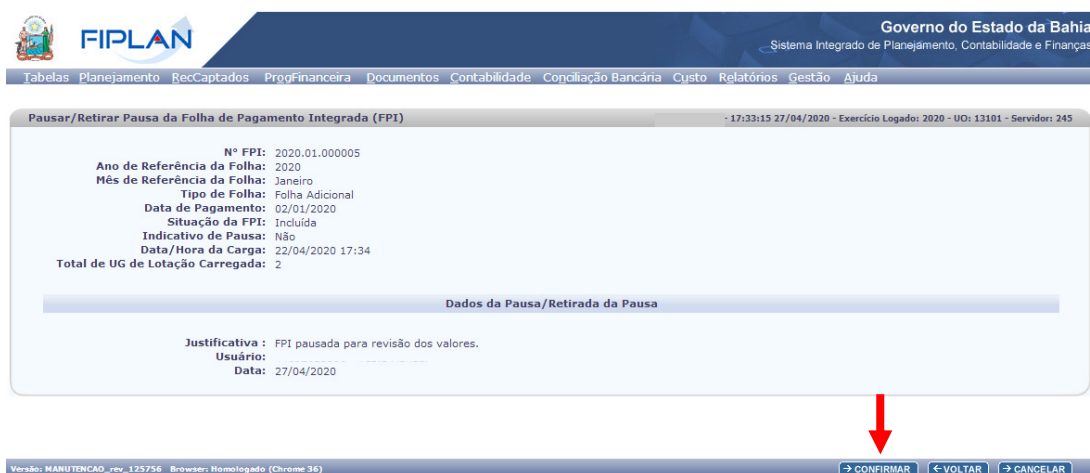 FIPLAN
Governo do Estado da Bahia
Sistema Integrado de Planejamento, Contabilidade e Finanças
Tabelas Planejamento RecCaptados ProgFinanceira Documentos Contabilidade Conciliação Bancária Custo Relatórios Gestão Ajuda
Pausar/Retirar Pausa da Folha de Pagamento Integrada (FPI) - 17:33:15 27/04/2020 - Exercício Logado: 2020 - UO: 13101 - Servidor: 245
N° FPI: 2020.01.000005
Ano de Referência da Folha: 2020
Mês de Referência da Folha: Janeiro
Tipo de Folha: Folha Adicional
Data de Pagamento: 02/01/2020
Situação da FPI: Incluída
Indicativo de Pausa: Não
Data/Hora da Carga: 22/04/2020 17:34
Total de UG de Lotação Carregada: 2
Dados da Pausa/Retirada da Pausa
Justificativa : FPI pausada para revisão dos valores.
Usuário:
Data: 27/04/2020
Versão: MANUTENCAO_rev_125756 Browser: Homologado (Chrome 36) → CONFIRMAR ← VOLTAR → CANCELAR